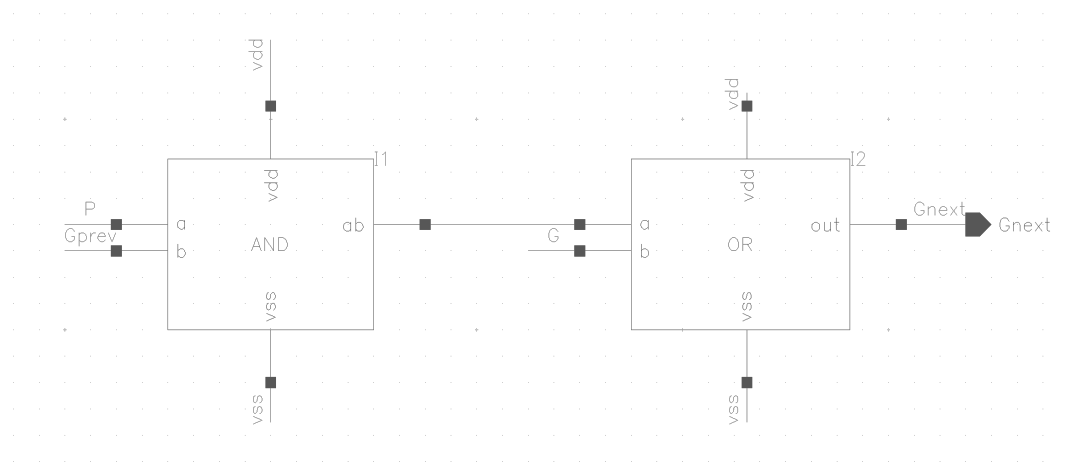 vdd
vdd
I1
I2
vdd
vdd
P
a
ab
a
out
Gnext
Gnext
Gprev
b
AND
G
b
OR
vss
vss
vss
vss